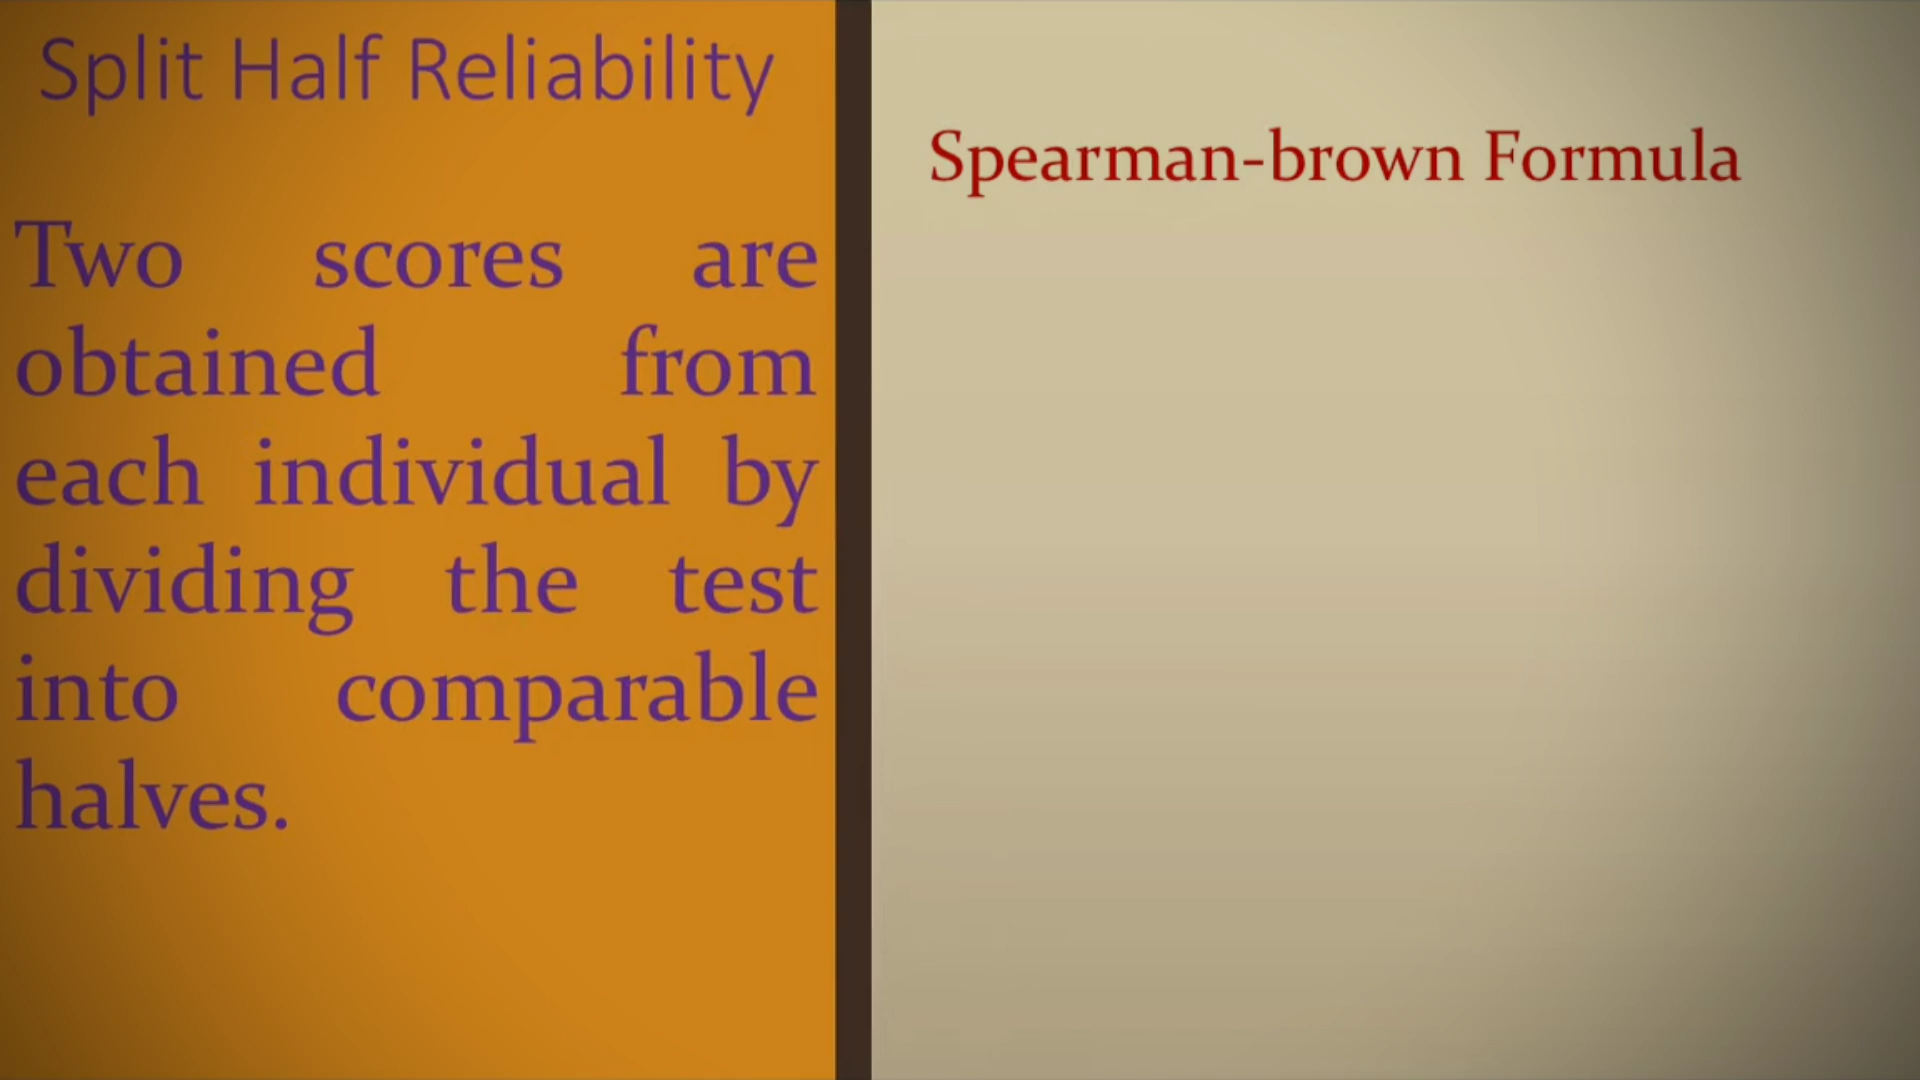 Split Half Reliability
Two scores are
obtained from
each individual by
dividing the test
into comparable
halves.
Spearman-brown Formula